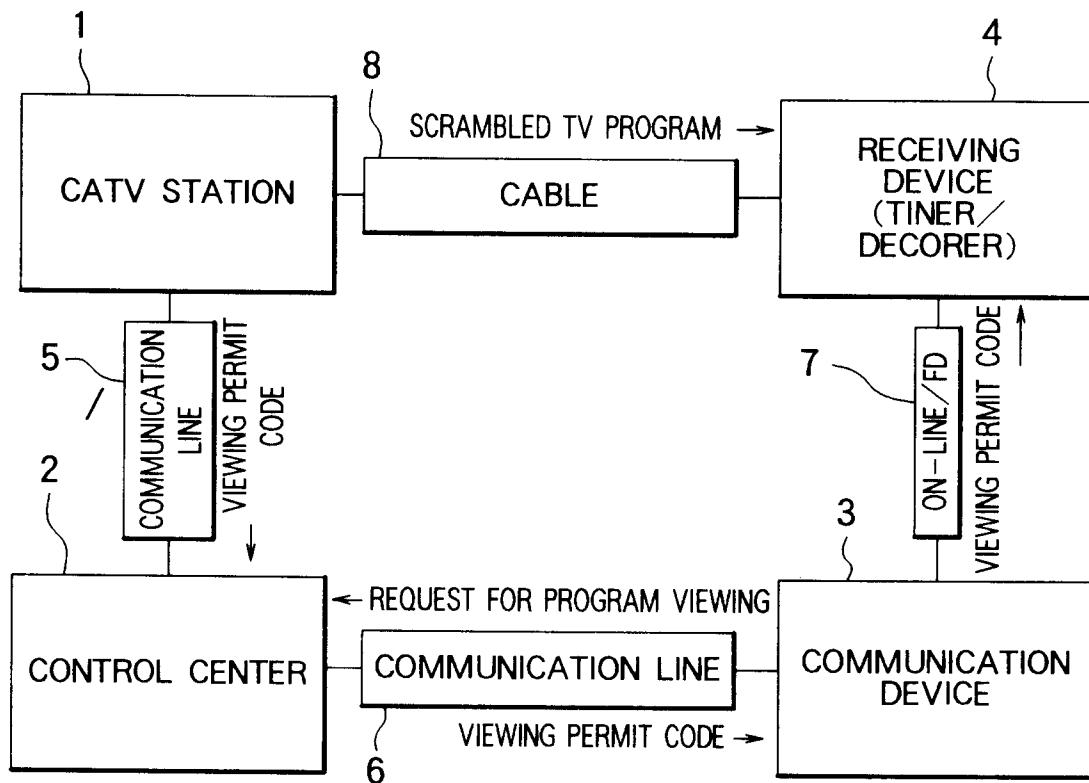 1
8
4
SCRAMBLED TV PROGRAM →
CATV STATION
CABLE
RECEIVING
DEVICE
(TINER/
DECORER)
5
COMMUNICATION
LINE
VIEWING PERMIT
CODE
7
ON-LINE/FD
VIEWING PERMIT CODE
2
3
← REQUEST FOR PROGRAM VIEWING
CONTROL CENTER
COMMUNICATION LINE
COMMUNICATION
DEVICE
VIEWING PERMIT CODE →
6